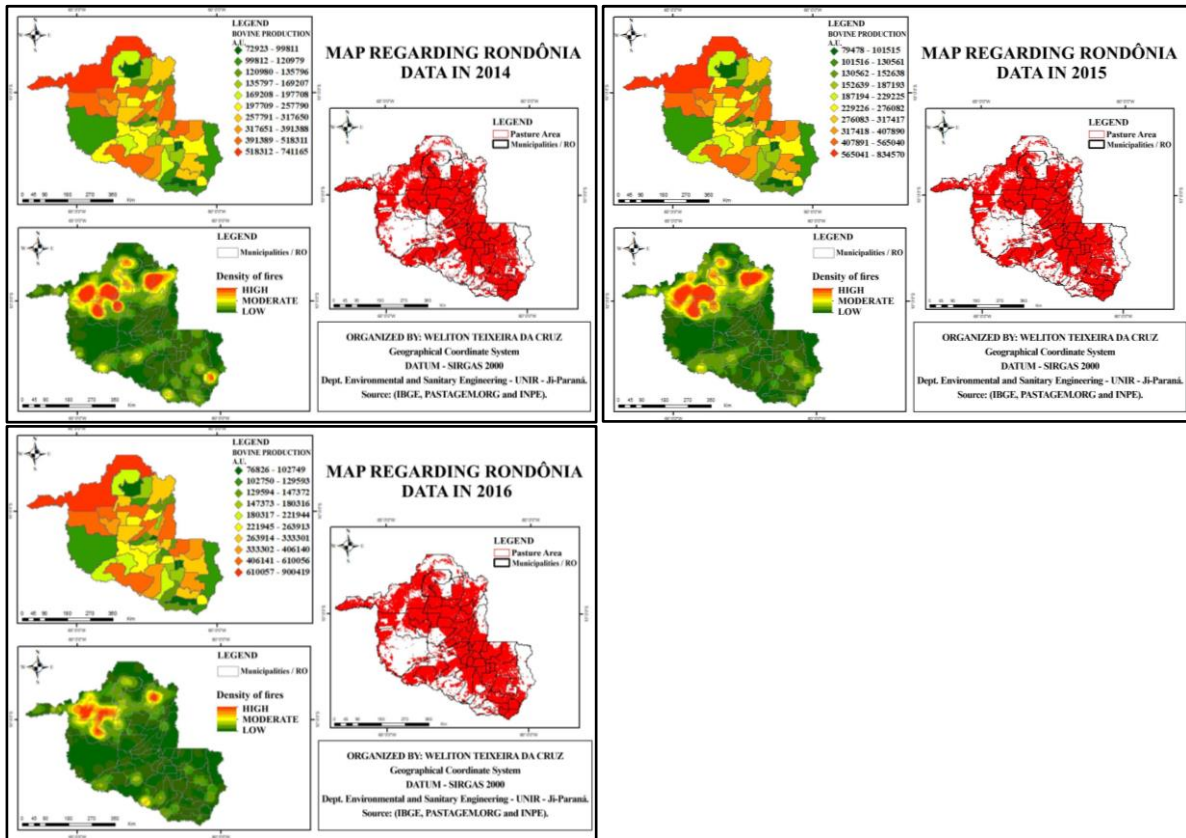 LEGEND
BOVINE PRODUCTION
A.U.
72923 - 99811
99812 - 120979
120980 - 135796
135797 - 169207
169208 - 197708
197709 - 257790
257791 - 317650
317651 - 391388
391389 - 518311
518312 - 741165
MAP REGARDING RONDÔNIA
DATA IN 2014
LEGEND
Pasture Area
Municipalities / RO
LEGEND
Municipalities / RO
Density of fires
HIGH
MODERATE
LOW
ORGANIZED BY: WELITON TEIXEIRA DA CRUZ
Geographical Coordinate System
DATUM - SIRGAS 2000
Dept. Environmental and Sanitary Engineering - UNIR - Ji-Paraná.
Source: (IBGE, PASTAGEM.ORG and INPE).
LEGEND
BOVINE PRODUCTION
A.U.
79478 - 101515
101516 - 130561
130562 - 152638
152639 - 187193
187194 - 229225
229226 - 276082
276083 - 317417
317418 - 407890
407891 - 565040
565041 - 834570
MAP REGARDING RONDÔNIA
DATA IN 2015
LEGEND
Pasture Area
Municipalities / RO
LEGEND
Municipalities / RO
Density of fires
HIGH
MODERATE
LOW
ORGANIZED BY: WELITON TEIXEIRA DA CRUZ
Geographical Coordinate System
DATUM - SIRGAS 2000
Dept. Environmental and Sanitary Engineering - UNIR - Ji-Paraná.
Source: (IBGE, PASTAGEM.ORG and INPE).
LEGEND
BOVINE PRODUCTION
A.U.
76826 - 102749
102750 - 129593
129594 - 147372
147373 - 180316
180317 - 221944
221945 - 263913
263914 - 333301
333302 - 406140
406141 - 610056
610057 - 900419
MAP REGARDING RONDÔNIA
DATA IN 2016
LEGEND
Pasture Area
Municipalities / RO
LEGEND
Municipalities / RO
Density of fires
HIGH
MODERATE
LOW
ORGANIZED BY: WELITON TEIXEIRA DA CRUZ
Geographical Coordinate System
DATUM - SIRGAS 2000
Dept. Environmental and Sanitary Engineering - UNIR - Ji-Paraná.
Source: (IBGE, PASTAGEM.ORG and INPE).